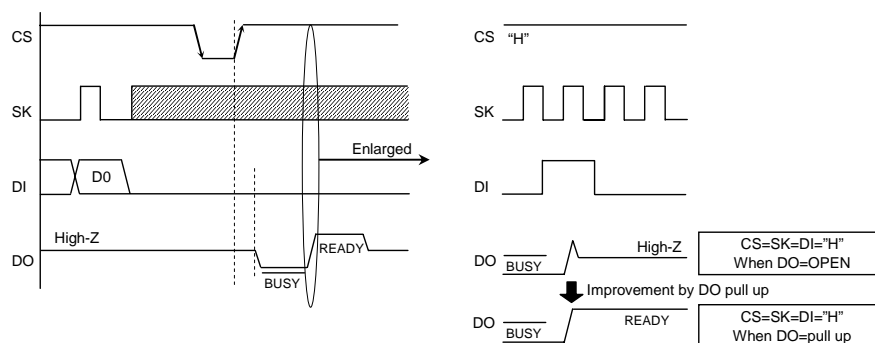 CS
SK
DI
D0
Enlarged
High-Z
DO
BUSY
READY
CS "H"
SK
DI
High-Z
DO
BUSY
CS=SK=DI="H"
When DO=OPEN
Improvement by DO pull up
DO
BUSY
READY
CS=SK=DI="H"
When DO=pull up